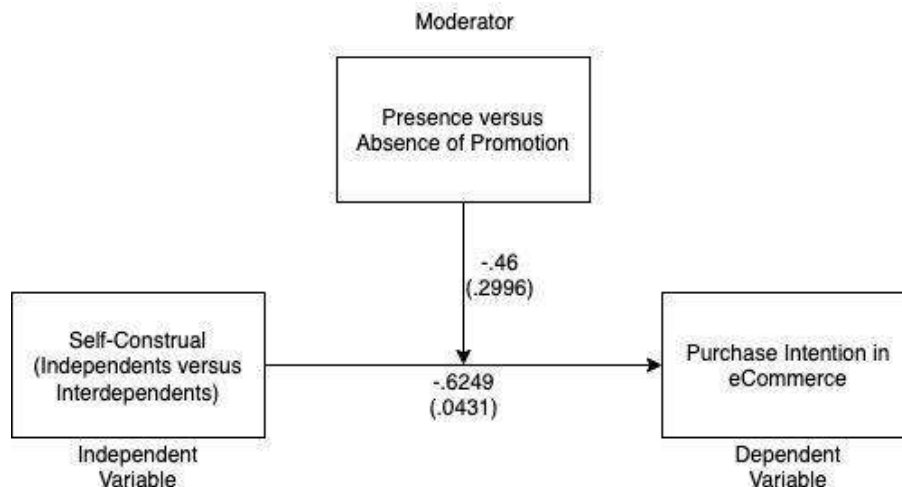 Moderator
Presence versus
Absence of Promotion
-.46
(.2996)
Self-Construal
(Independents versus
Interdependents)
-.6249
(.0431)
Purchase Intention in
eCommerce
Independent
Variable
Dependent
Variable